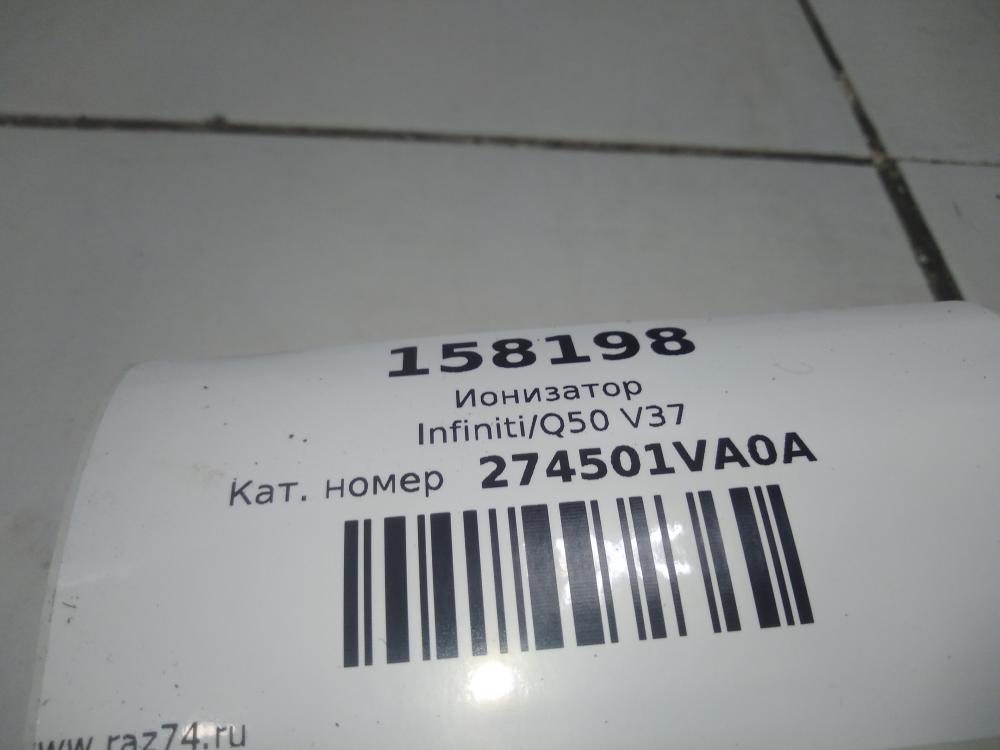 158198
Ионизатор
Infiniti/Q50 V37
Кат. номер 274501VA0A
www.raz74.ru